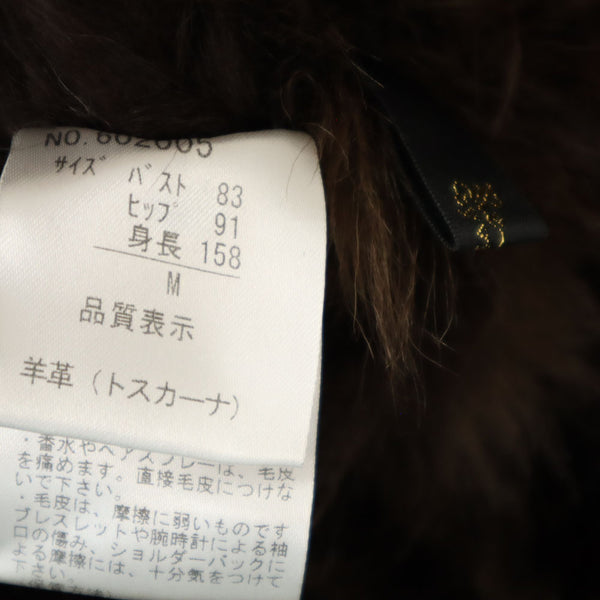 NO. 602605
サイズ バスト 83
ヒップ 91
身長 158
M
品質表示
羊革（トスカーナ）
・香水やヘアスプレーは、毛皮
を痛めます。直接毛皮につけな
いで下さい。
・毛皮は、摩擦に弱いものです
ブレスレットや腕時計による袖
口の傷み、ショルダーバックに
よる摩擦には、十分気をつけて
下さい。